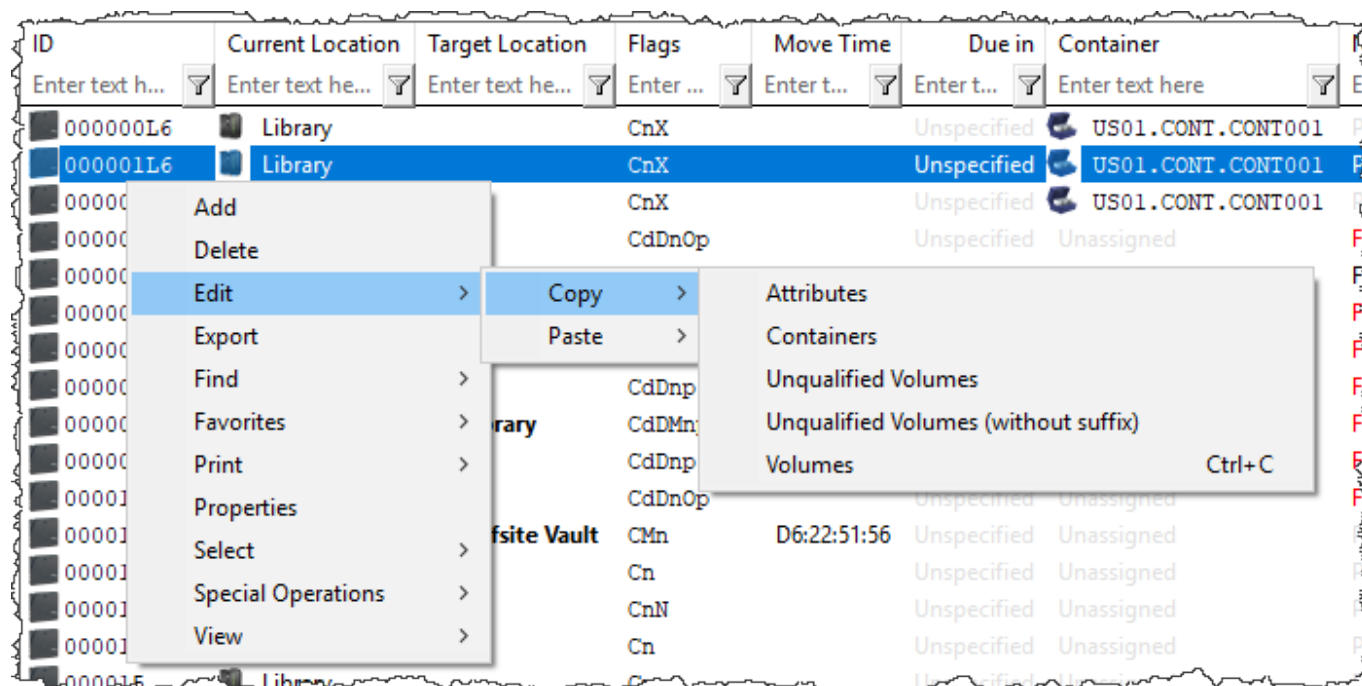 ID Current Location Target Location Flags Move Time Due in Container
Enter text h... Enter text he... Enter text he... Enter ... Enter t... Enter t... Enter text here
000000L6 Library CnX Unspecified US01.CONT.CONT001
000001L6 Library CnX Unspecified US01.CONT.CONT001
Add CnX Unspecified US01.CONT.CONT001
Delete CdDnOp Unspecified Unassigned
Edit > Copy > Attributes
Export Paste > Containers
Find > CdDnp Unqualified Volumes
Favorites > CdDMn Unqualified Volumes (without suffix)
Print > CdDnp Volumes Ctrl+C
Properties CdDnOp Unspecified Unassigned
Select > CMn D6:22:51:56 Unspecified Unassigned
Special Operations > Cn Unspecified Unassigned
CnN Unspecified Unassigned
View > Cn Unspecified Unassigned
Library